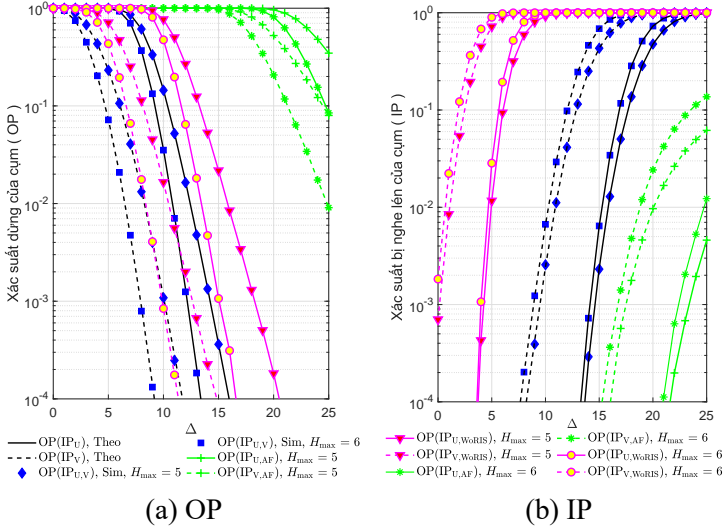 10^0
10^-1
10^-2
10^-3
10^-4
0 5 10 15 20 25
Δ
Xác suất dừng của cụm ( OP )
OP(IP_U), Theo
OP(IP_V), Theo
OP(IP_U,V), Sim, H_max = 5
OP(IP_U,V), Sim, H_max = 6
OP(IP_U,AF), H_max = 5
OP(IP_V,AF), H_max = 5
(a) OP
10^0
10^-1
10^-2
10^-3
10^-4
0 5 10 15 20 25
Δ
Xác suất bị nghe lén của cụm ( IP )
OP(IP_U,WoRIS), H_max = 5
OP(IP_V,WoRIS), H_max = 5
OP(IP_U,AF), H_max = 6
OP(IP_V,AF), H_max = 6
OP(IP_U,WoRIS), H_max = 6
OP(IP_V,WoRIS), H_max = 6
(b) IP